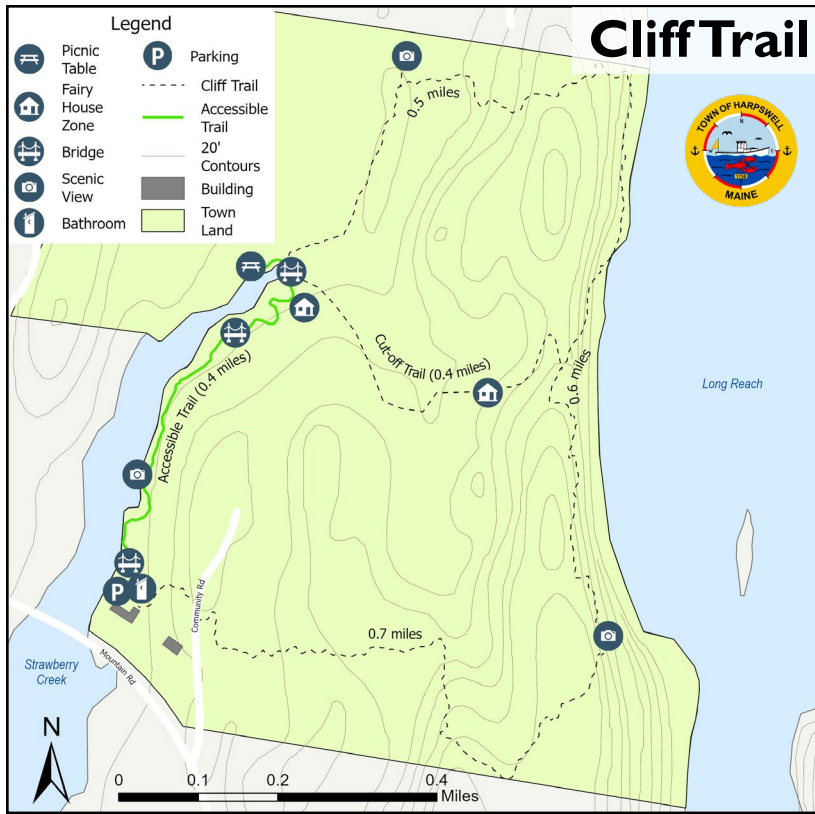 Cliff Trail
Legend
Picnic
Table
Fairy
House
Zone
Bridge
Scenic
View
Bathroom
P
Parking
Cliff Trail
Accessible
Trail
20'
Contours
Building
Town
Land
TOWN OF HARPSWELL
N
W
E
S
1758
MAINE
0.5 miles
Cut-off Trail (0.4 miles)
0.6 miles
Long Reach
Accessible Trail (0.4 miles)
P
Community Rd
0.7 miles
Mountain Rd
Strawberry
Creek
N
0
0.1
0.2
0.4
Miles